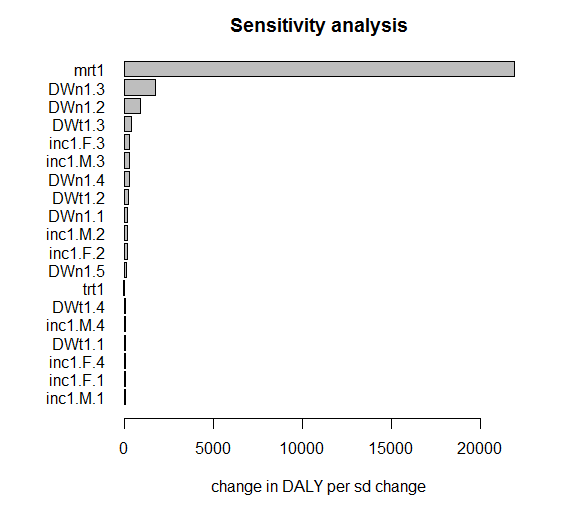 Sensitivity analysis
mrt1
DWn1.3
DWn1.2
DWt1.3
inc1.F.3
inc1.M.3
DWn1.4
DWt1.2
DWn1.1
inc1.M.2
inc1.F.2
DWn1.5
trt1
DWt1.4
inc1.M.4
DWt1.1
inc1.F.4
inc1.F.1
inc1.M.1
0 5000 10000 15000 20000
change in DALY per sd change